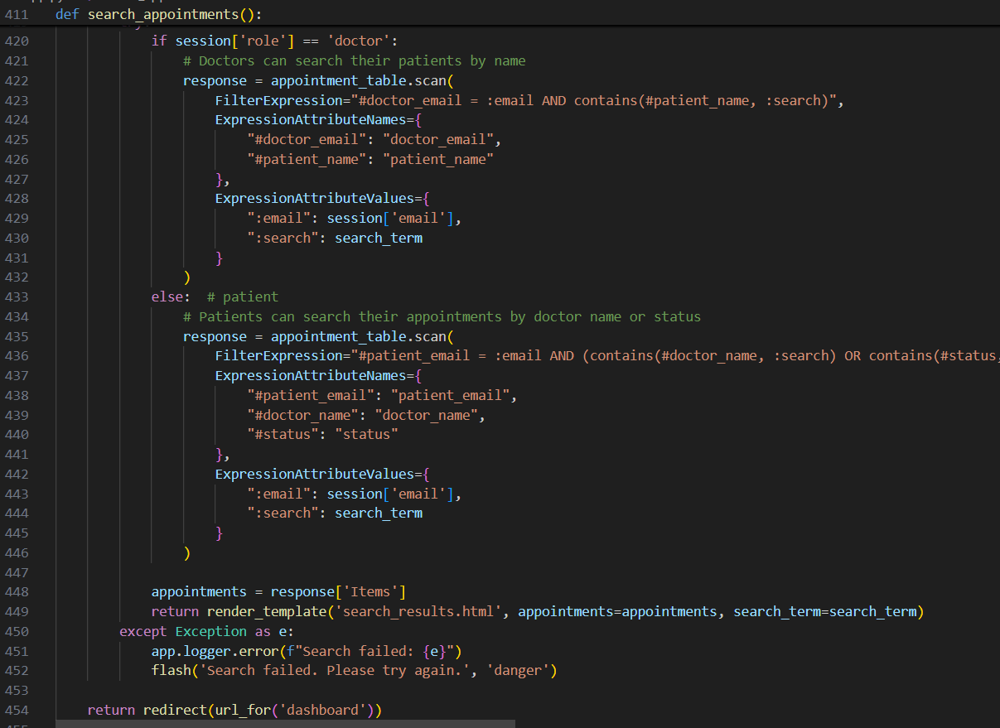 411 def search_appointments():
420 if session['role'] == 'doctor':
421 # Doctors can search their patients by name
422 response = appointment_table.scan(
423 FilterExpression="#doctor_email = :email AND contains(#patient_name, :search)",
424 ExpressionAttributeNames={
425 "#doctor_email": "doctor_email",
426 "#patient_name": "patient_name"
427 },
428 ExpressionAttributeValues={
429 ":email": session['email'],
430 ":search": search_term
431 }
432 )
433 else: # patient
434 # Patients can search their appointments by doctor name or status
435 response = appointment_table.scan(
436 FilterExpression="#patient_email = :email AND (contains(#doctor_name, :search) OR contains(#status,
437 ExpressionAttributeNames={
438 "#patient_email": "patient_email",
439 "#doctor_name": "doctor_name",
440 "#status": "status"
441 },
442 ExpressionAttributeValues={
443 ":email": session['email'],
444 ":search": search_term
445 }
446 )
447
448 appointments = response['Items']
449 return render_template('search_results.html', appointments=appointments, search_term=search_term)
450 except Exception as e:
451 app.logger.error(f"Search failed: {e}")
452 flash('Search failed. Please try again.', 'danger')
453
454 return redirect(url_for('dashboard'))